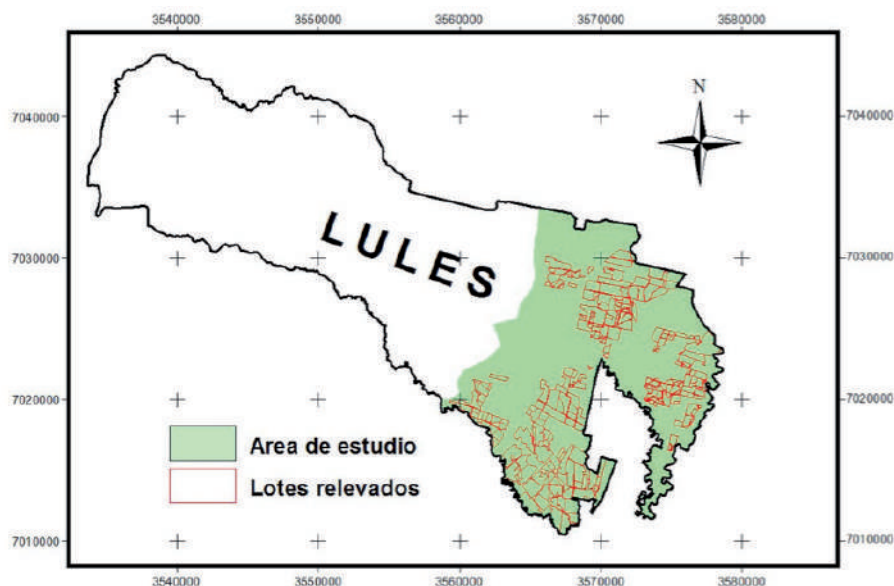 3540000 3550000 3560000 3570000 3580000
N
7040000 7040000
LULES
7030000 7030000
7020000 7020000
Area de estudio
Lotes relevados
7010000 7010000
3540000 3550000 3560000 3570000 3580000